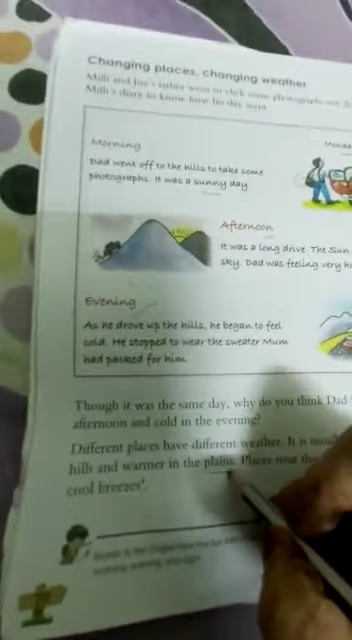 Changing places, changing weather
Milli and Joy's father went to click some photographs one
Milli's diary to know how his day went.
Morning
Dad went off to the hills to take some
photographs. It was a sunny day.
Afternoon
It was a long drive. The Sun
sky. Dad was feeling very
Evening
As he drove up the hills, he began to feel
cold. He stopped to wear the sweater Mum
had packed for him.
Though it was the same day, why do you think Dad
afternoon and cold in the evening?
Different places have different weather. It is
hills and warmer in the plains. Places near the
cool breezes'.